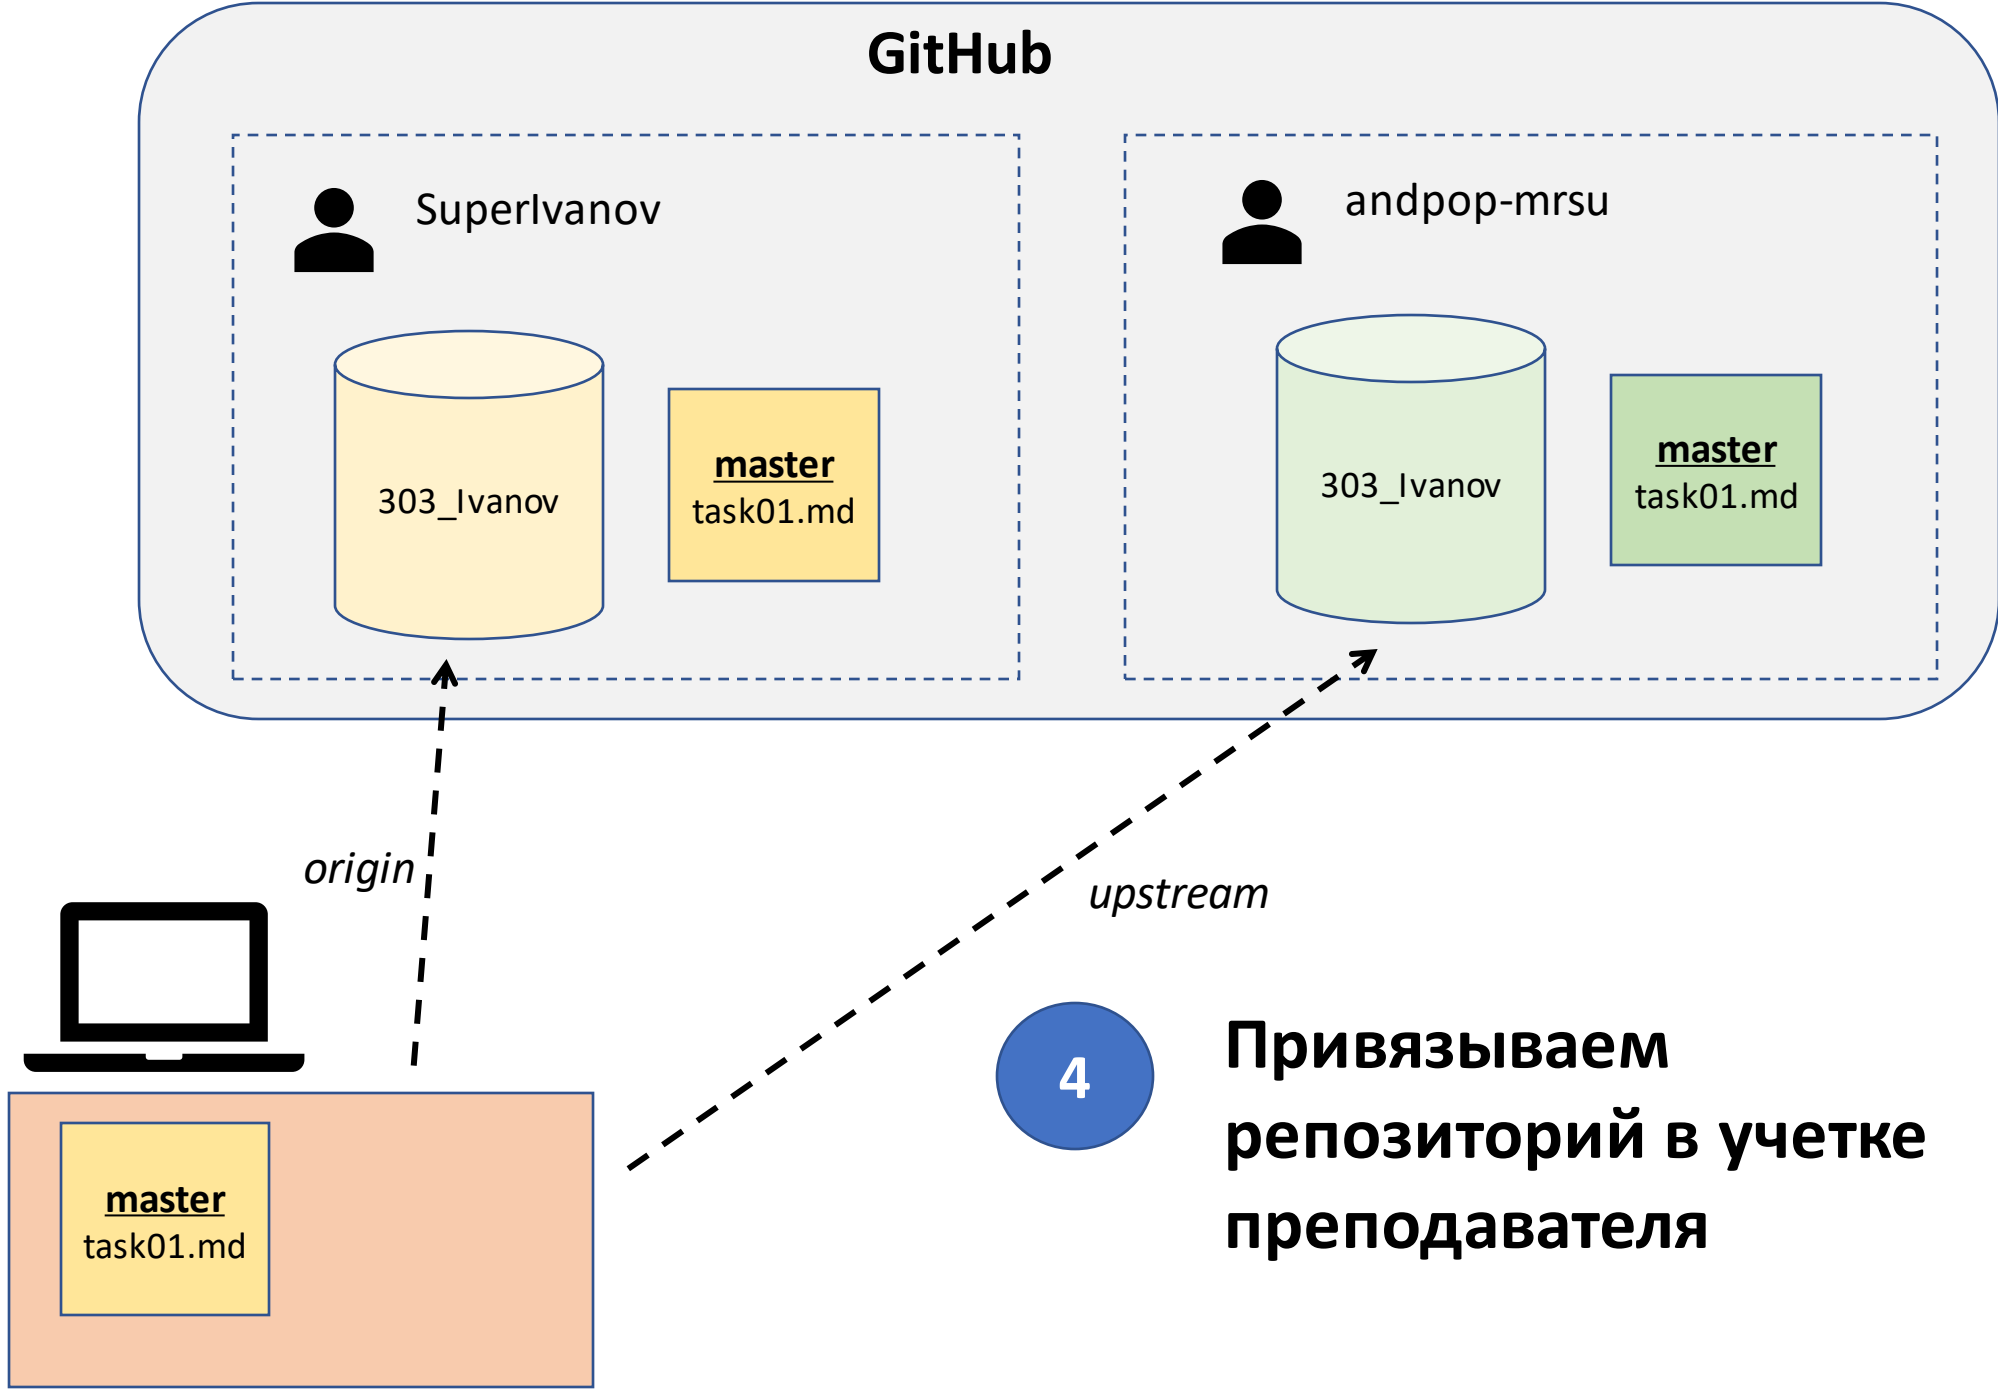 GitHub
SuperIvanov
andpop-mrsu
303_Ivanov
master
task01.md
303_Ivanov
master
task01.md
origin
upstream
4
Привязываем
репозиторий в учетке
преподавателя
master
task01.md